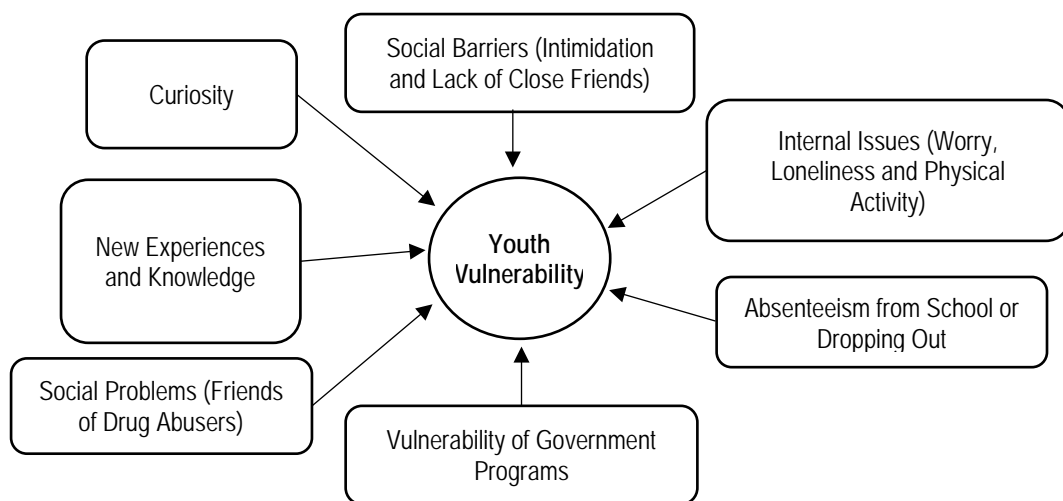 Social Barriers (Intimidation
and Lack of Close Friends)
Curiosity
Internal Issues (Worry,
Loneliness and Physical
Activity)
New Experiences
and Knowledge
Youth
Vulnerability
Absenteeism from School or
Dropping Out
Social Problems (Friends
of Drug Abusers)
Vulnerability of Government
Programs